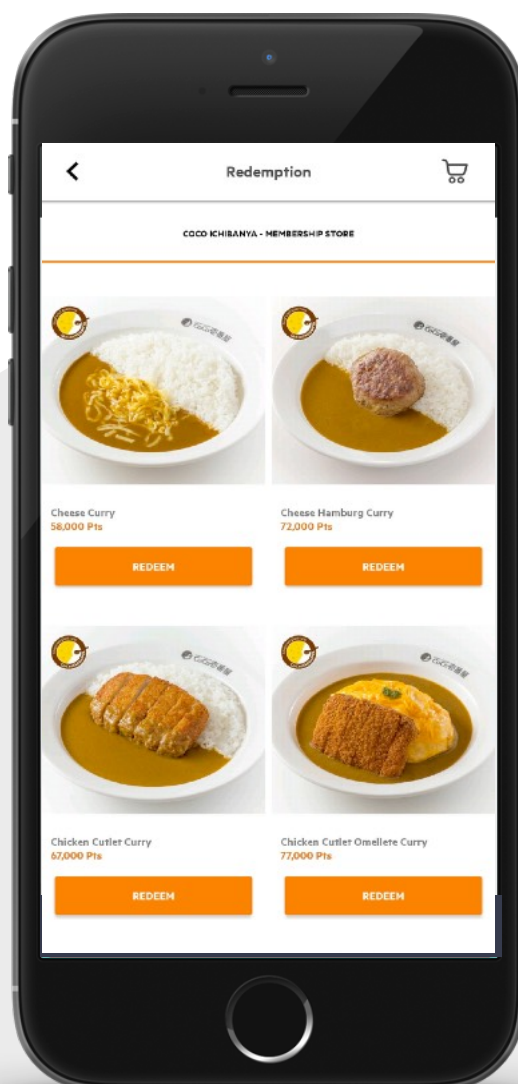 Redemption
COCO ICHIBANYA - MEMBERSHIP STORE
Cheese Curry
58,000 Pts
REDEEM
Cheese Hamburg Curry
72,000 Pts
REDEEM
Chicken Cutlet Curry
67,000 Pts
REDEEM
Chicken Cutlet Omellete Curry
77,000 Pts
REDEEM